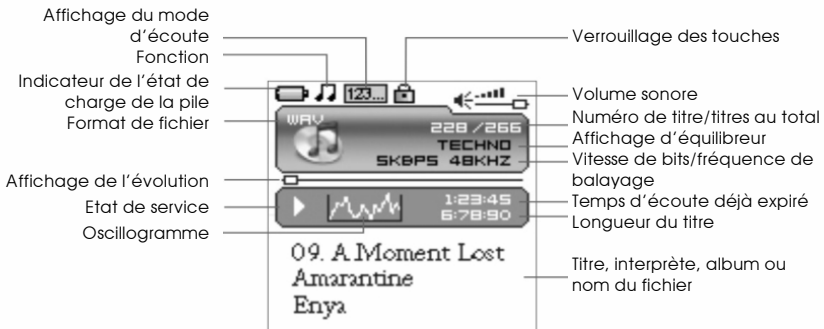 Affichage du mode
d'écoute
Fonction
Indicateur de l'état de
charge de la pile
Format de fichier
Affichage de l'évolution
Etat de service
Oscillogramme
123...
WAV
228 /266
TECHNO
5KBPS 48KHZ
1:23:45
6:78:90
09. A Moment Lost
Amarantine
Enya
Verrouillage des touches
Volume sonore
Numéro de titre/titres au total
Affichage d'équilibreur
Vitesse de bits/fréquence de
balayage
Temps d'écoute déjà expiré
Longueur du titre
Titre, interprète, album ou
nom du fichier